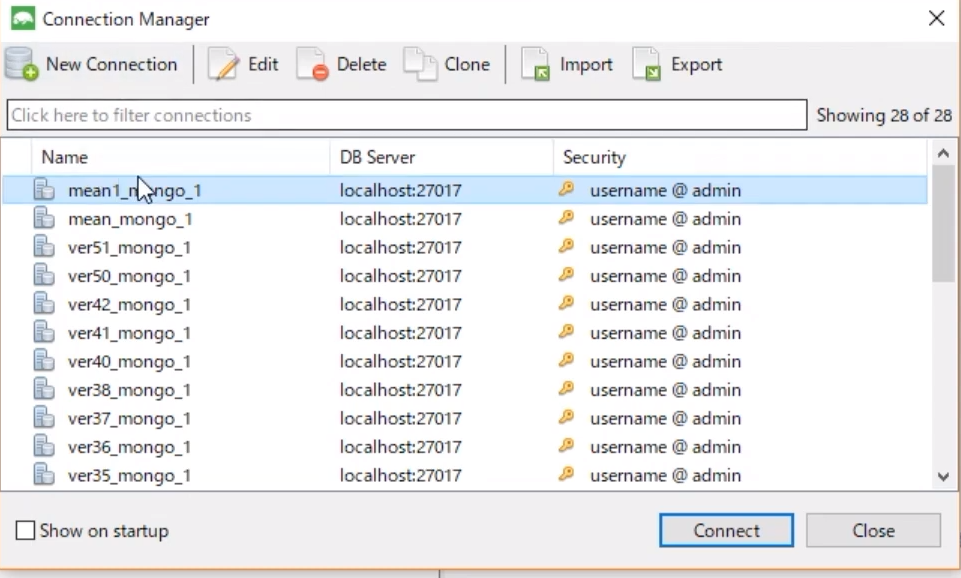 Connection Manager
New Connection Edit Delete Clone Import Export
Click here to filter connections Showing 28 of 28
Name DB Server Security
mean1_mongo_1 localhost:27017 username @ admin
mean_mongo_1 localhost:27017 username @ admin
ver51_mongo_1 localhost:27017 username @ admin
ver50_mongo_1 localhost:27017 username @ admin
ver42_mongo_1 localhost:27017 username @ admin
ver41_mongo_1 localhost:27017 username @ admin
ver40_mongo_1 localhost:27017 username @ admin
ver38_mongo_1 localhost:27017 username @ admin
ver37_mongo_1 localhost:27017 username @ admin
ver36_mongo_1 localhost:27017 username @ admin
ver35_mongo_1 localhost:27017 username @ admin
Show on startup Connect Close